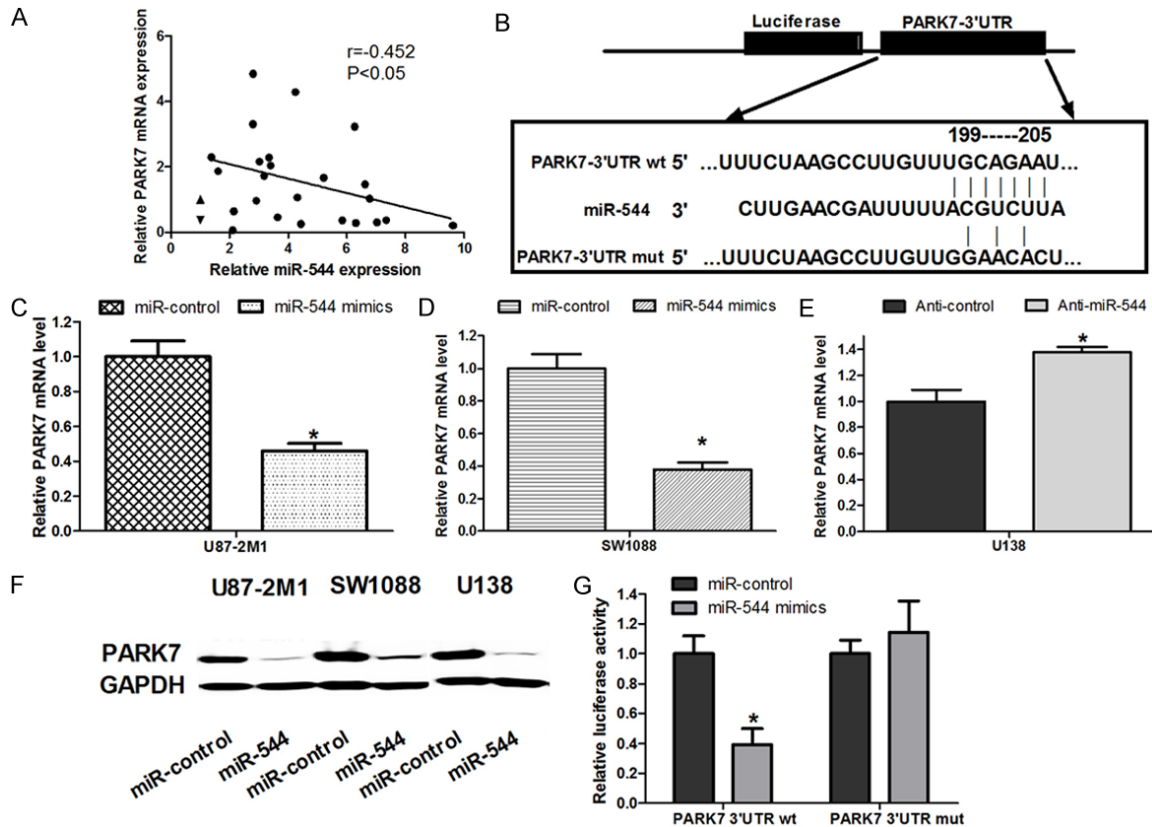 A
Relative PARK7 mRNA expression
6
4
2
0
r=-0.452
P<0.05
0 2 4 6 8 10
Relative miR-544 expression
B
Luciferase PARK7-3'UTR
199-----205
PARK7-3'UTR wt 5' ...UUUCUAAGCCUUGUUUGCAGAAU...
miR-544 3' CUUGAACGAUUUUUACGUCUUA
PARK7-3'UTR mut 5' ...UUUCUAAGCCUUGUUGGAACACU...
C
miR-control miR-544 mimics
Relative PARK7 mRNA level
1.2
1.0
0.8
0.6
0.4
0.2
0.0
*
U87-2M1
D
miR-control miR-544 mimics
Relative PARK7 mRNA level
1.2
1.0
0.8
0.6
0.4
0.2
0.0
*
SW1088
E
Anti-control Anti-miR-544
Relative PARK7 mRNA level
1.4
1.2
1.0
0.8
0.6
0.4
0.2
0.0
*
U138
F
U87-2M1 SW1088 U138
PARK7
GAPDH
miR-control miR-544 miR-control miR-544 miR-control miR-544
G
miR-control
miR-544 mimics
Relative luciferase activity
1.4
1.2
1.0
0.8
0.6
0.4
0.2
0.0
*
PARK7 3'UTR wt PARK7 3'UTR mut